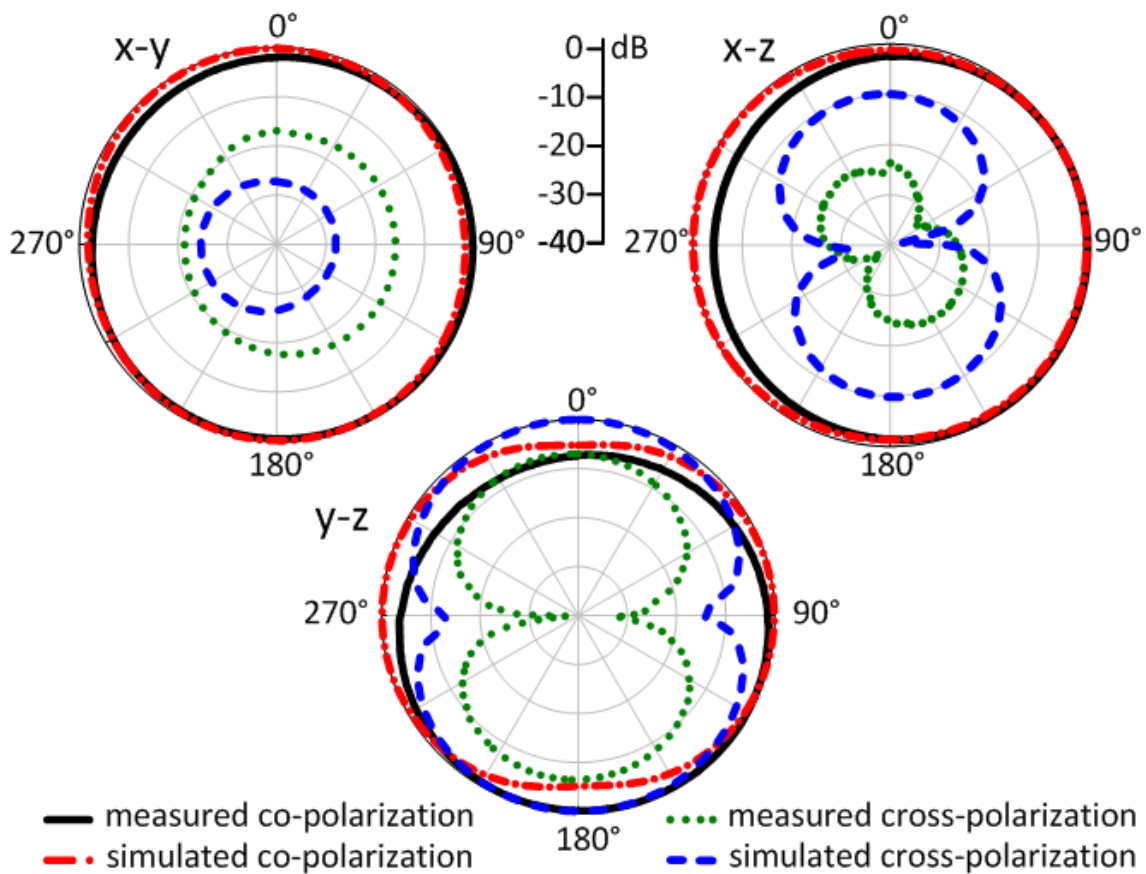 x-y
0°
270°
90°
180°
0
dB
-10
-20
-30
-40
x-z
0°
270°
90°
180°
y-z
0°
270°
90°
180°
measured co-polarization
simulated co-polarization
measured cross-polarization
simulated cross-polarization